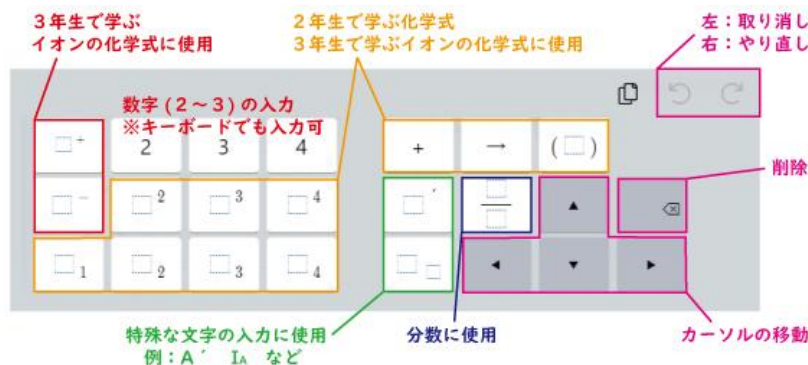 ３年生で学ぶ
イオンの化学式に使用
２年生で学ぶ化学式
３年生で学ぶイオンの化学式に使用
左：取り消し
右：やり直し
数字(２～３)の入力
※キーボードでも入力可
+ 2 3 4 + → ( )
− 2 3 4 ′ ▲
1 2 3 4 ◄ ▼ ►
削除
特殊な文字の入力に使用
例：A´ IA など
分数に使用
カーソルの移動